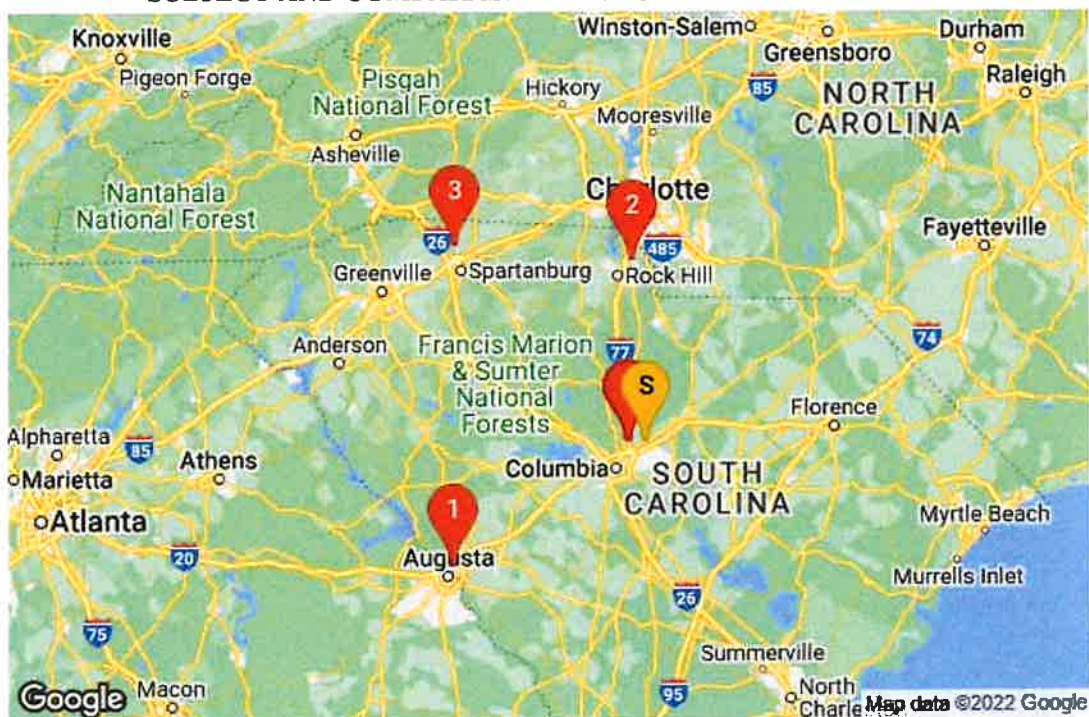 Knoxville
Pigeon Forge
Pisgah
National Forest
Hickory
Winston-Salem
Greensboro
Durham
Raleigh
85
NORTH
CAROLINA
Mooresville
Asheville
Nantahala
National Forest
3
2
Charlotte
26
485
Fayetteville
Greenville
Spartanburg
Rock Hill
Anderson
Francis Marion
& Sumter
National
Forests
77
74
S
Florence
Alpharetta
85
Athens
Marietta
Columbia
SOUTH
CAROLINA
Atlanta
1
Augusta
20
Myrtle Beach
Murrells Inlet
26
75
Summerville
95
North
Google
Macon
Map data ©2022 Google